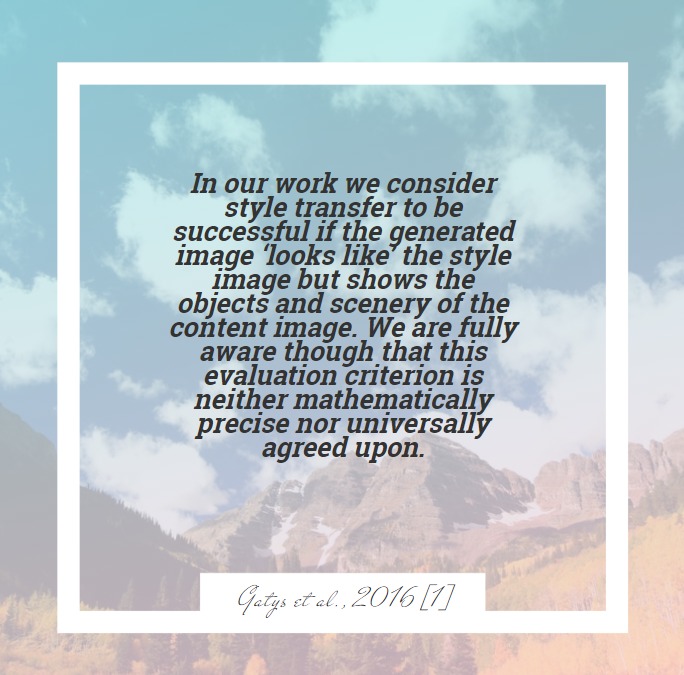 In our work we consider
style transfer to be
successful if the generated
image ‘looks like’ the style
image but shows the
objects and scenery of the
content image. We are fully
aware though that this
evaluation criterion is
neither mathematically
precise nor universally
agreed upon.
Gatys et al., 2016 [1]